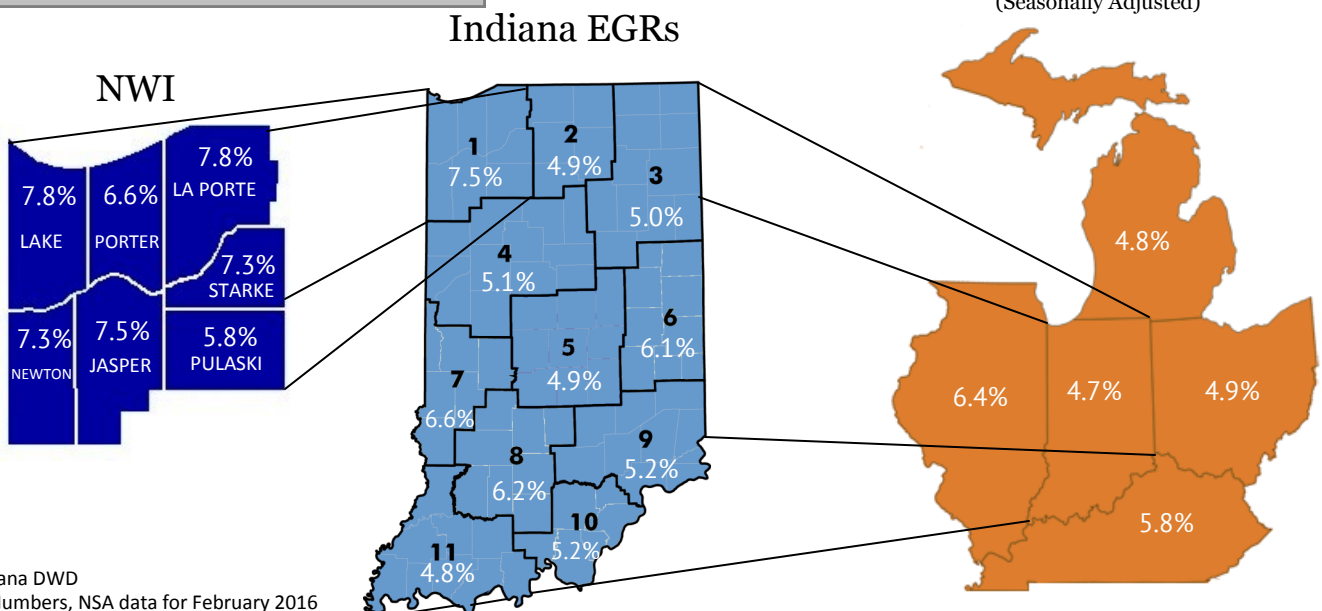 (Seasonally Adjusted)
Indiana EGRs
NWI
7.8%
LA PORTE
7.8%
LAKE
6.6%
PORTER
7.3%
STARKE
7.3%
NEWTON
7.5%
JASPER
5.8%
PULASKI
1
7.5%
2
4.9%
3
5.0%
4
5.1%
5
4.9%
6
6.1%
7
6.6%
8
6.2%
9
5.2%
10
5.2%
11
4.8%
4.8%
6.4%
4.7%
4.9%
5.8%
ana DWD
Numbers, NSA data for February 2016